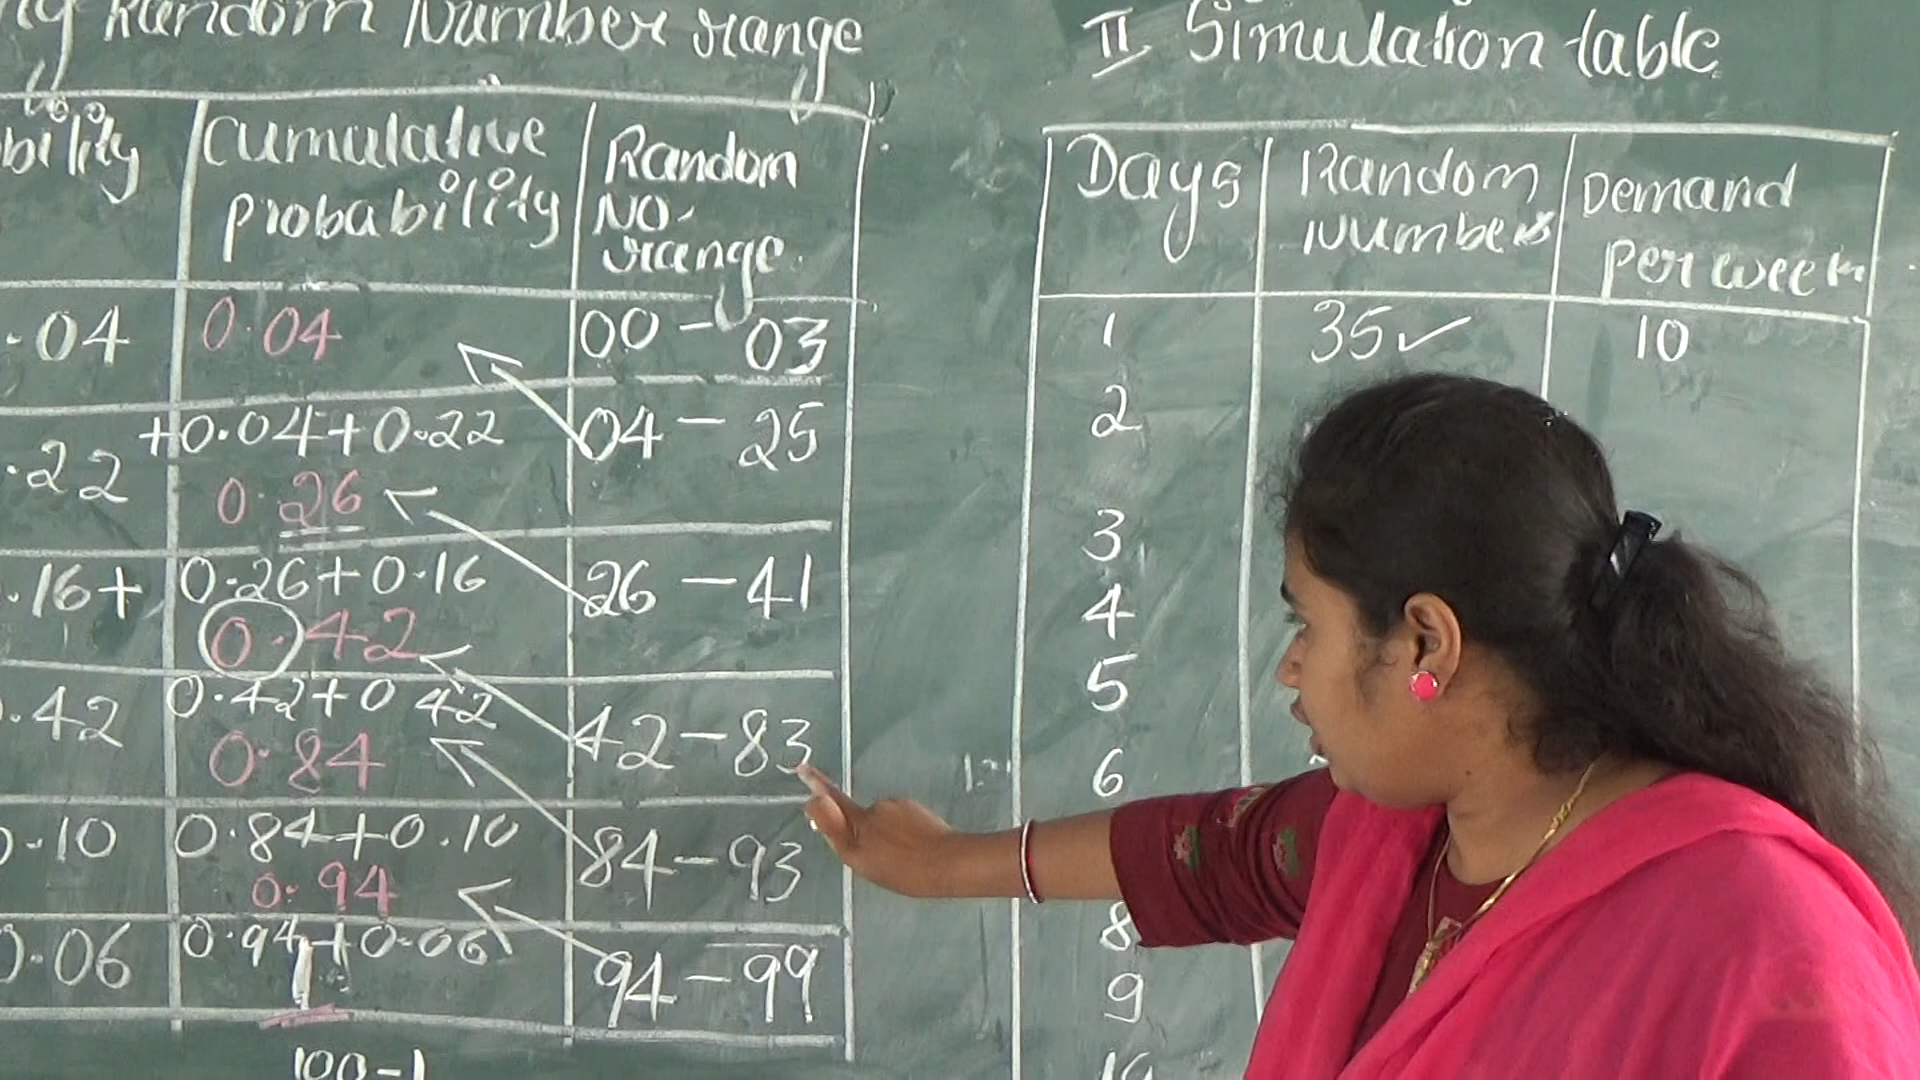 Random Number range
II Simulation table
bility
Cumulative probability
Random No. range
.04
0.04
00 - 03
.22
+0.04+0.22
0.26
04 - 25
.16+
0.26+0.16
0.42
26 - 41
0.42
0.42+0.42
0.84
42 - 83
0.10
0.84+0.10
0.94
84 - 93
0.06
0.94+0.06
1
94 - 99
100-1
Days
Random Numbers
Demand Per week
1
35✓
10
2
3
4
5
6
8
9